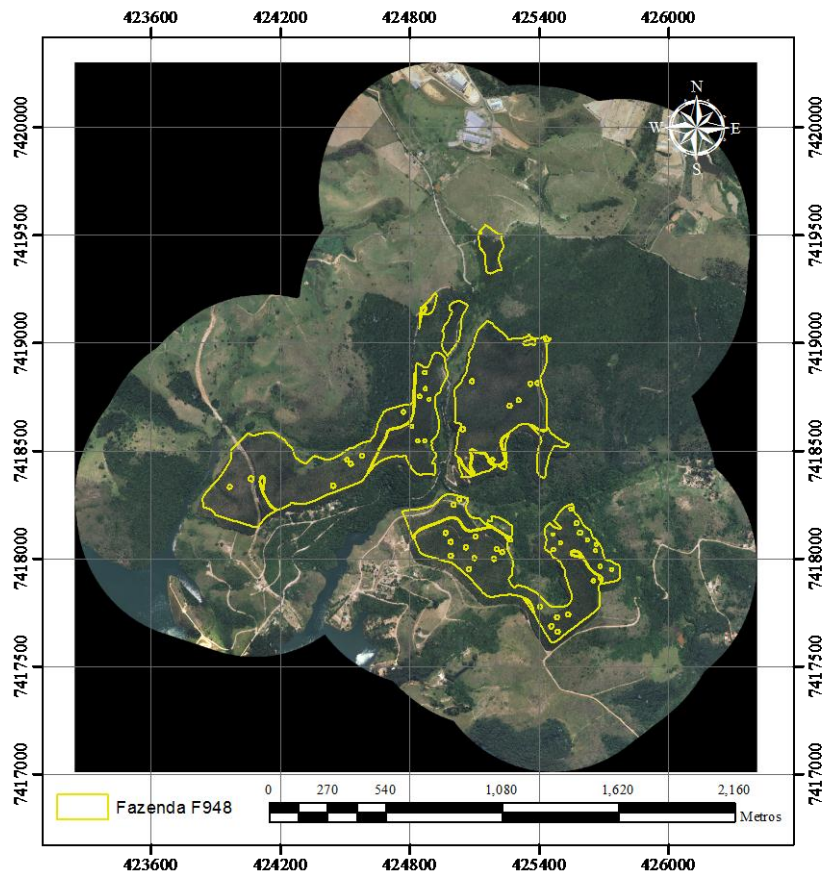 423600 424200 424800 425400 426000
N
W E
S
7420000 7420000
7419500 7419500
7419000 7419000
7418500 7418500
7418000 7418000
7417500 7417500
7417000 7417000
0 270 540 1,080 1,620 2,160
Fazenda F948
Metros
423600 424200 424800 425400 426000